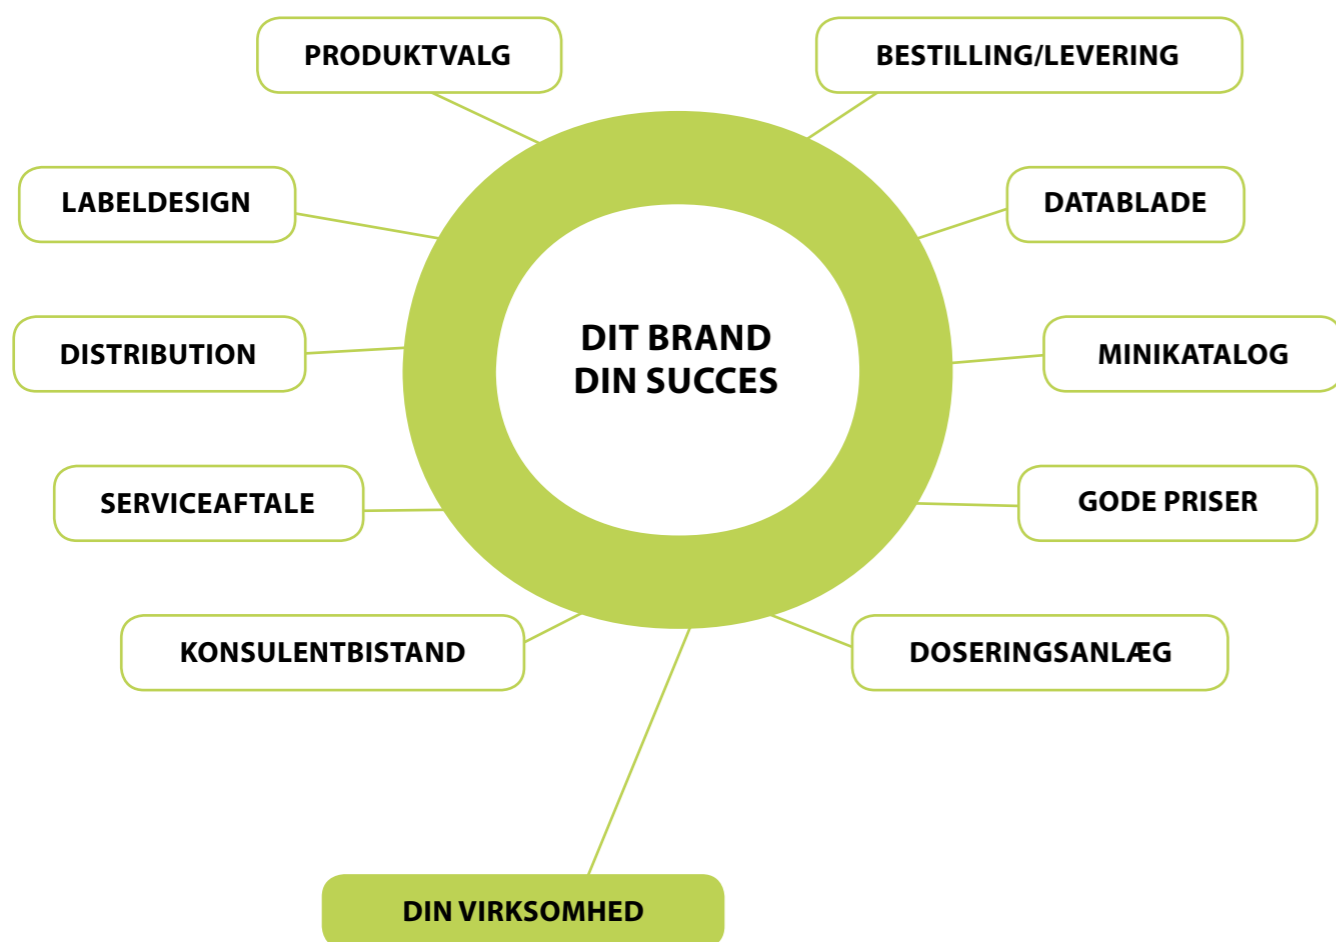 PRODUKTVALG
BESTILLING/LEVERING
LABELDESIGN
DATABLADE
DIT BRAND
DIN SUCCES
DISTRIBUTION
MINIKATALOG
SERVICEAFTALE
GODE PRISER
KONSULENTBISTAND
DOSERINGSANLÆG
DIN VIRKSOMHED